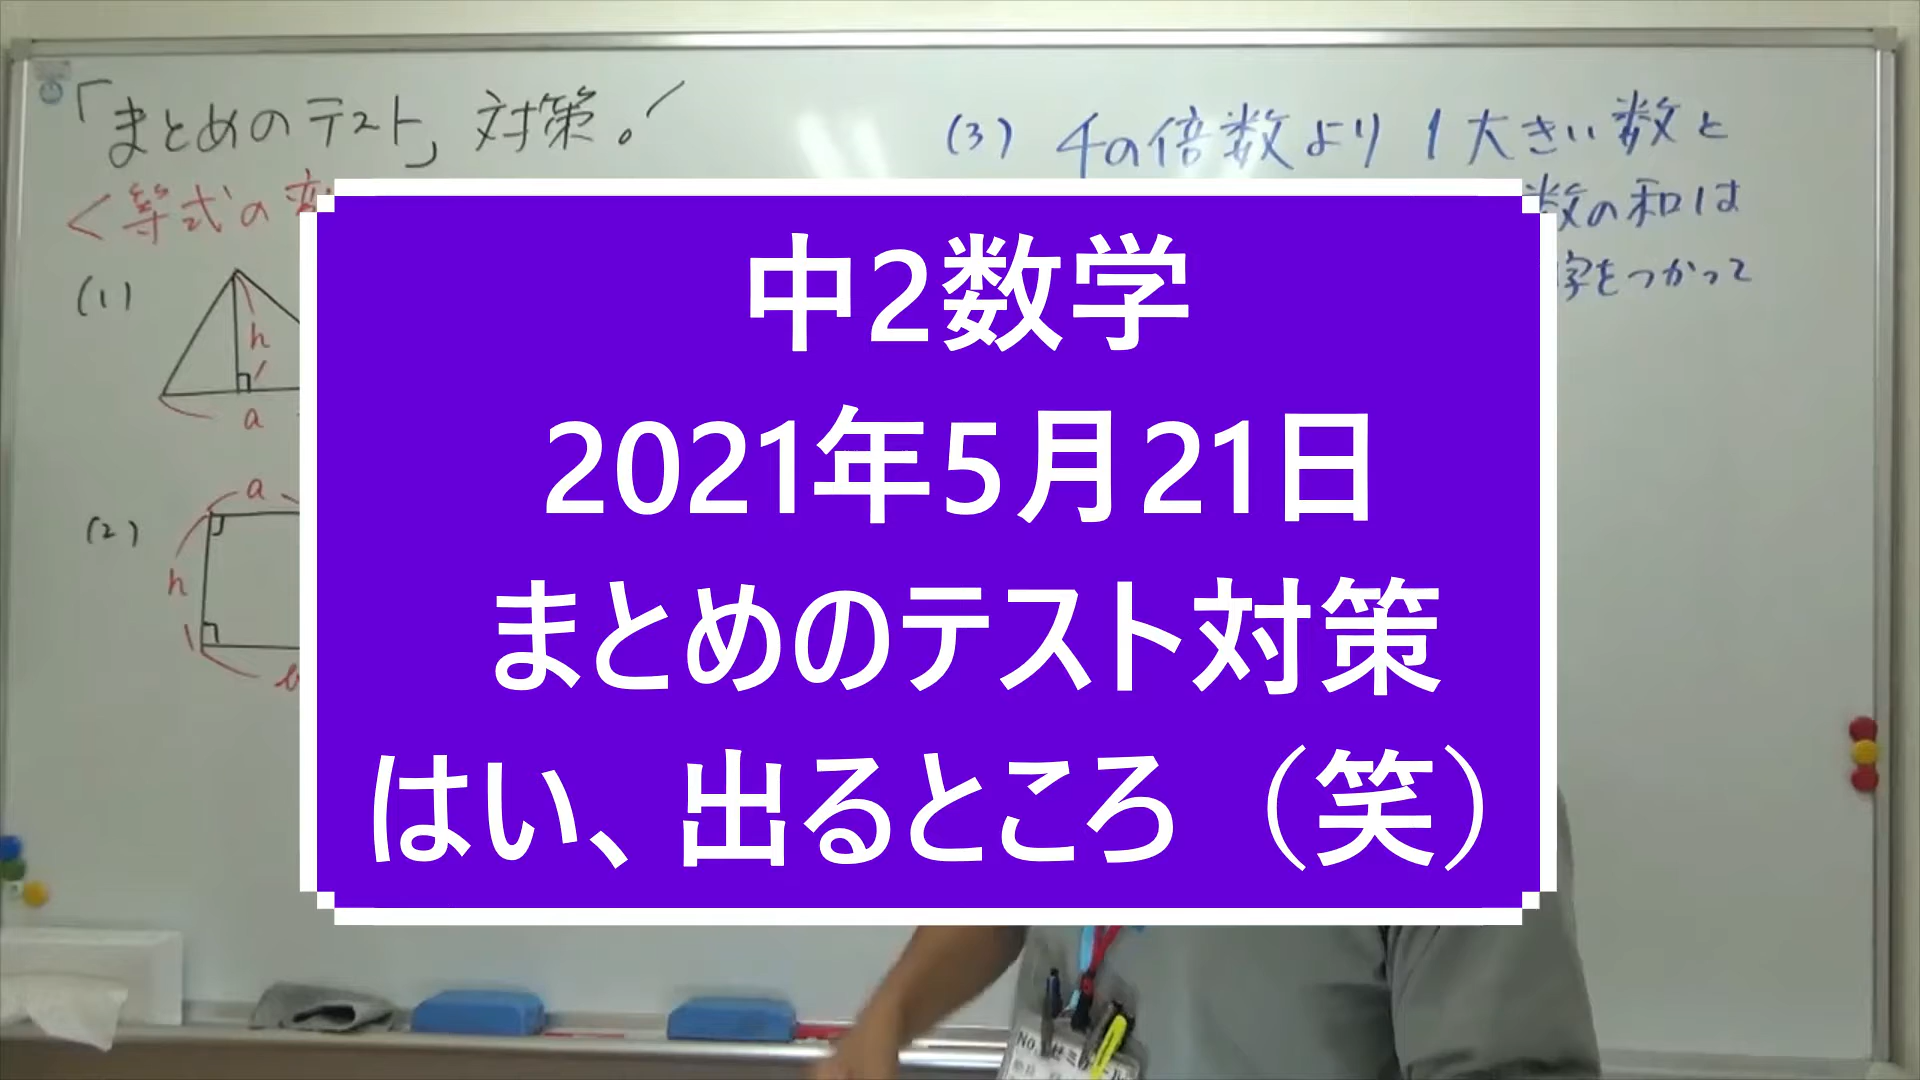 「まとめのテスト」対策。!
<等式の変
(1)
h
a
(2)
a
h
b
(3) 4の倍数より1大きい数と
数の和は
字をつかって
中2数学
2021年5月21日
まとめのテスト対策
はい、出るところ（笑）
No.